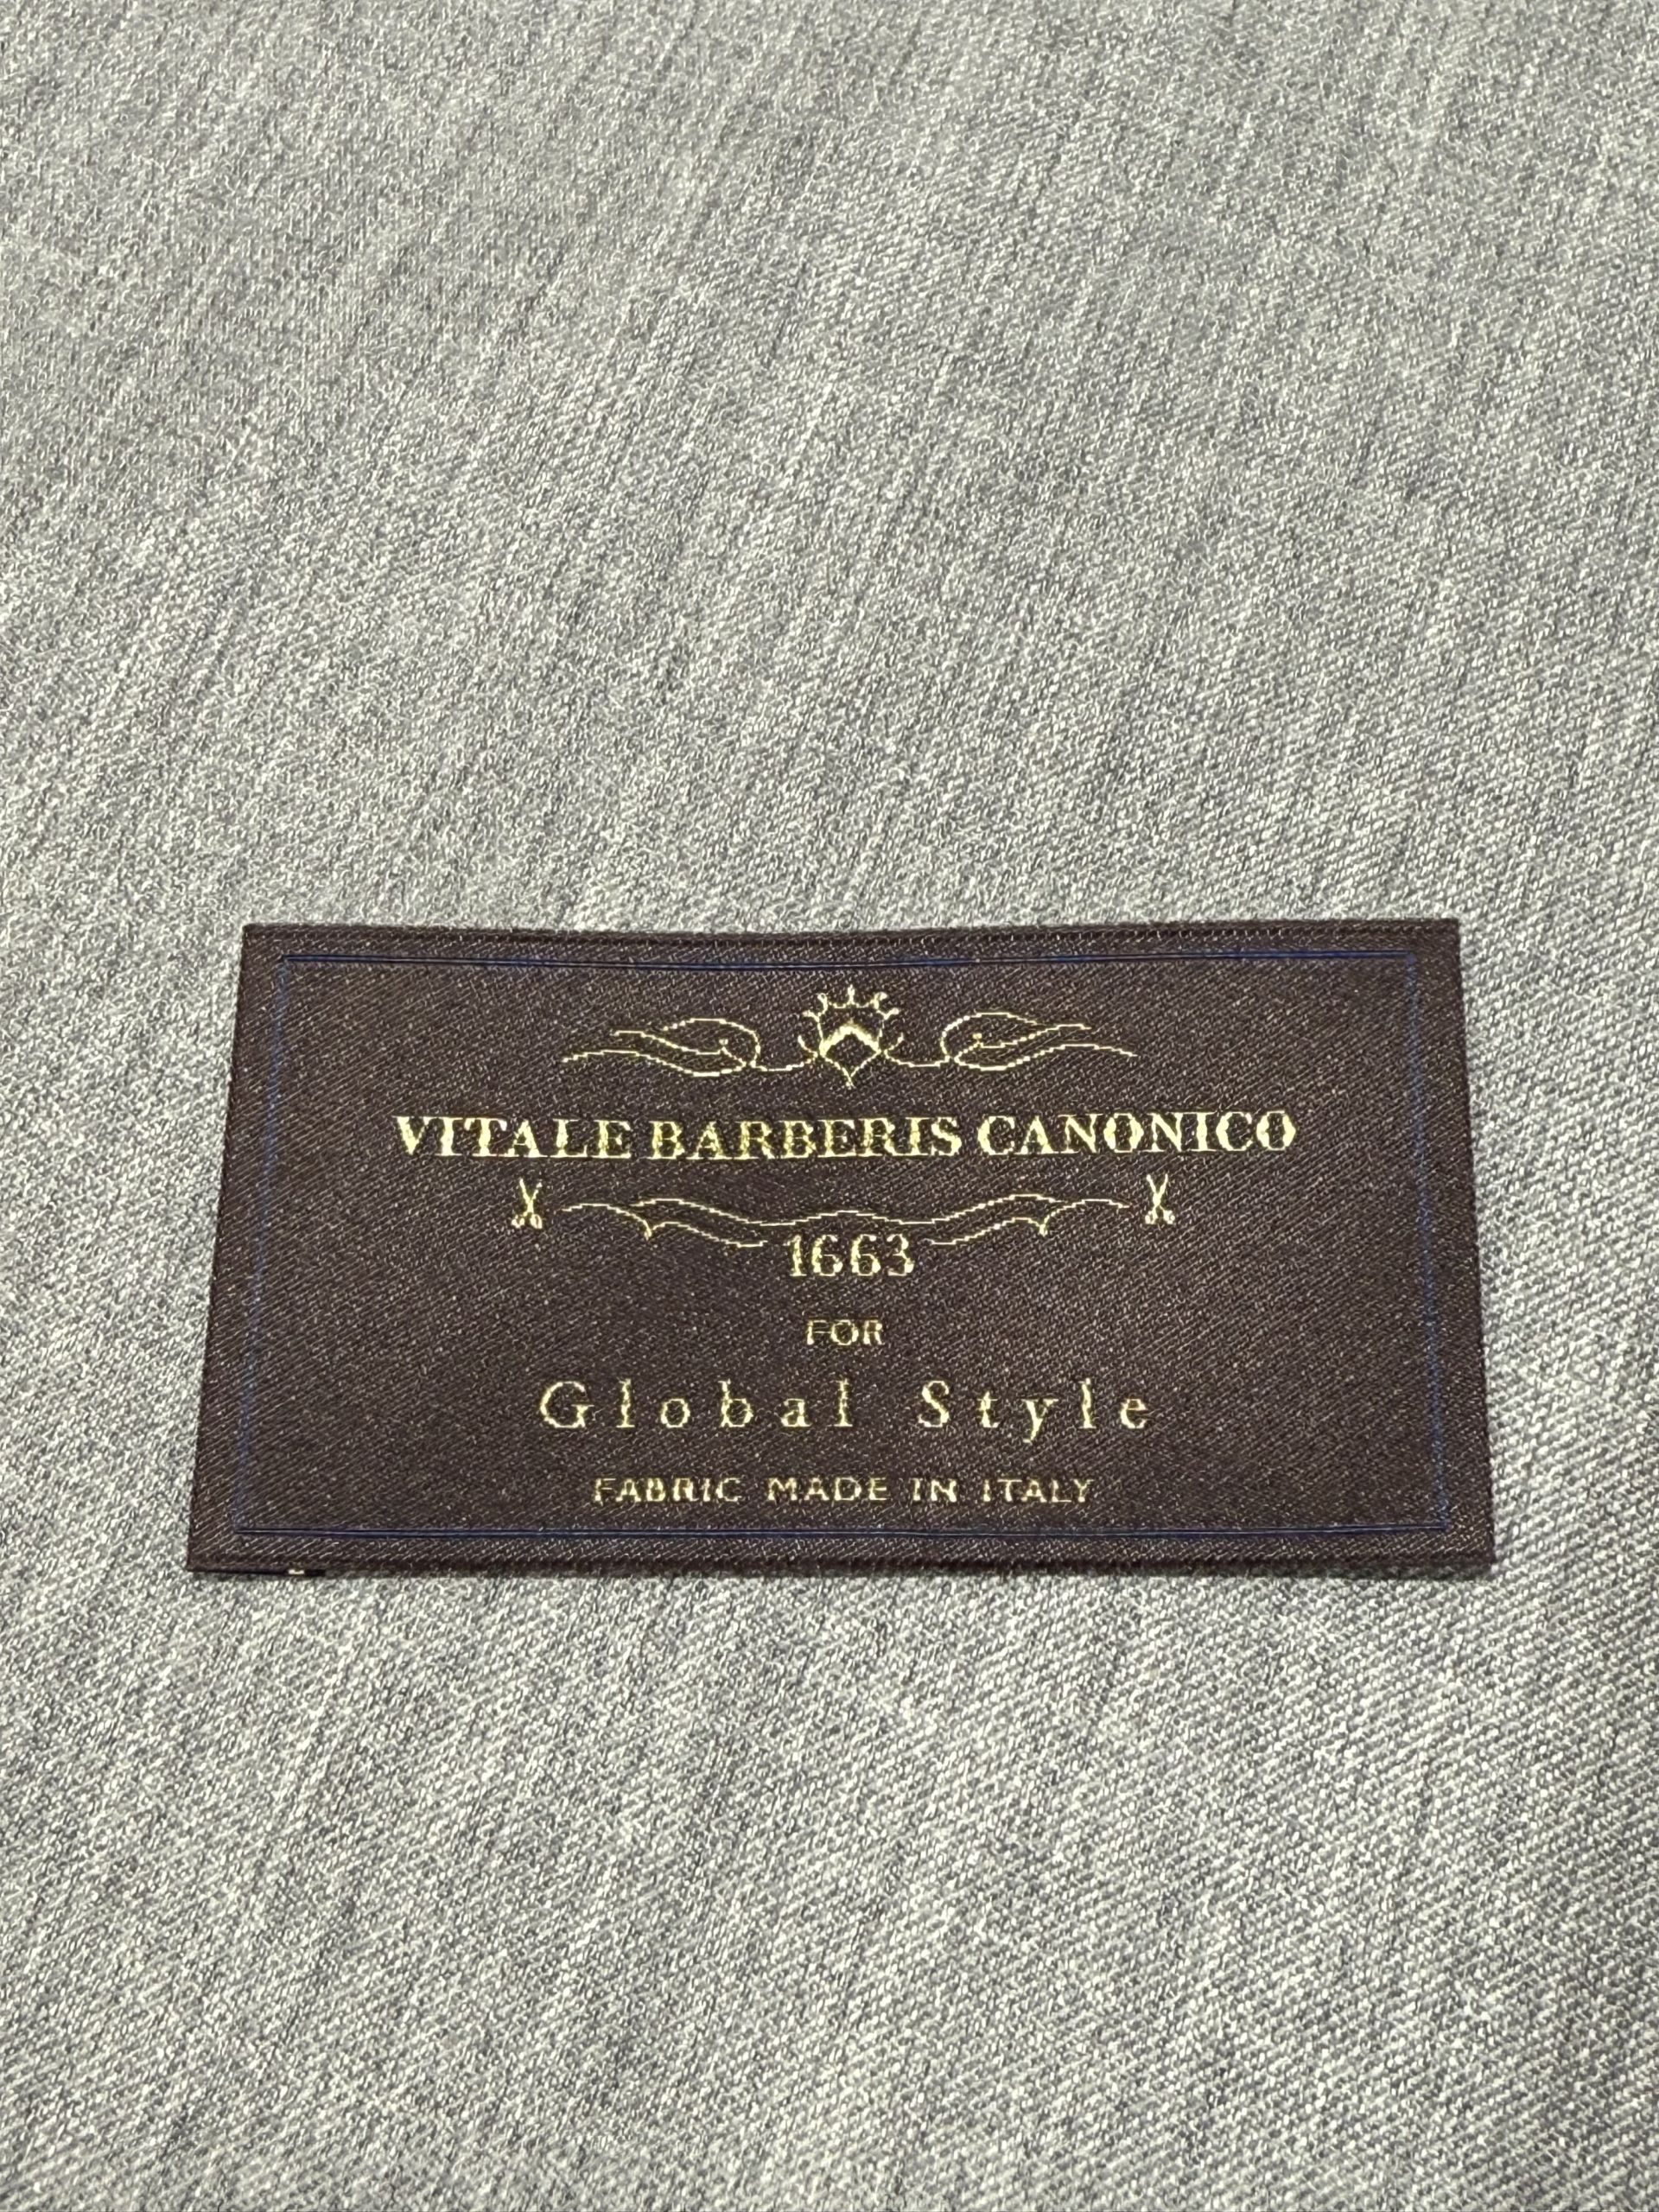 VITALE BARBERIS CANONICO
1663
FOR
Global Style
FABRIC MADE IN ITALY